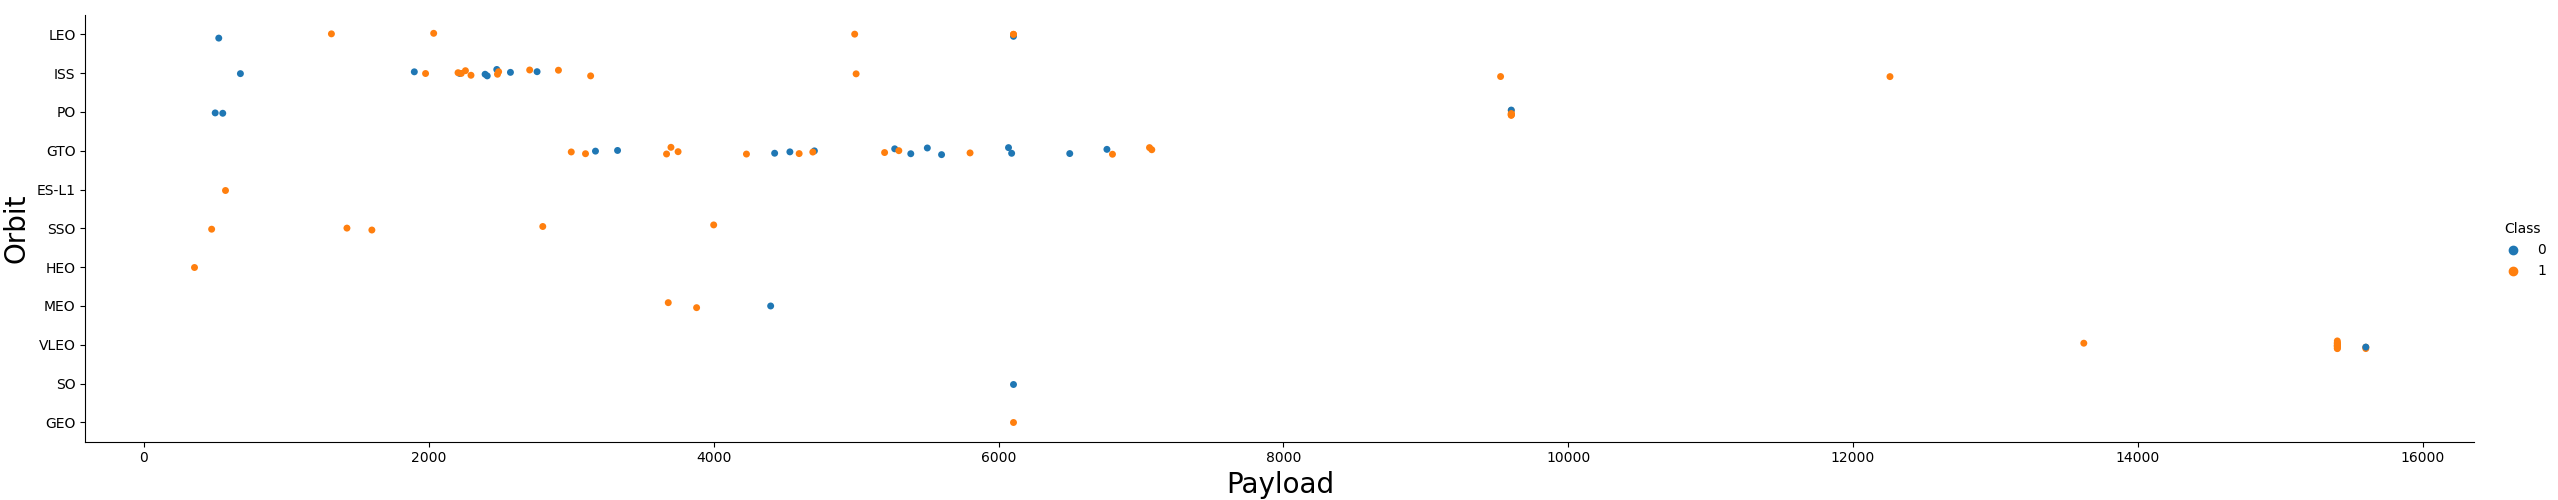 Orbit
LEO
ISS
PO
GTO
ES-L1
SSO
HEO
MEO
VLEO
SO
GEO
0 2000 4000 6000 8000 10000 12000 14000 16000
Payload
Class
0
1